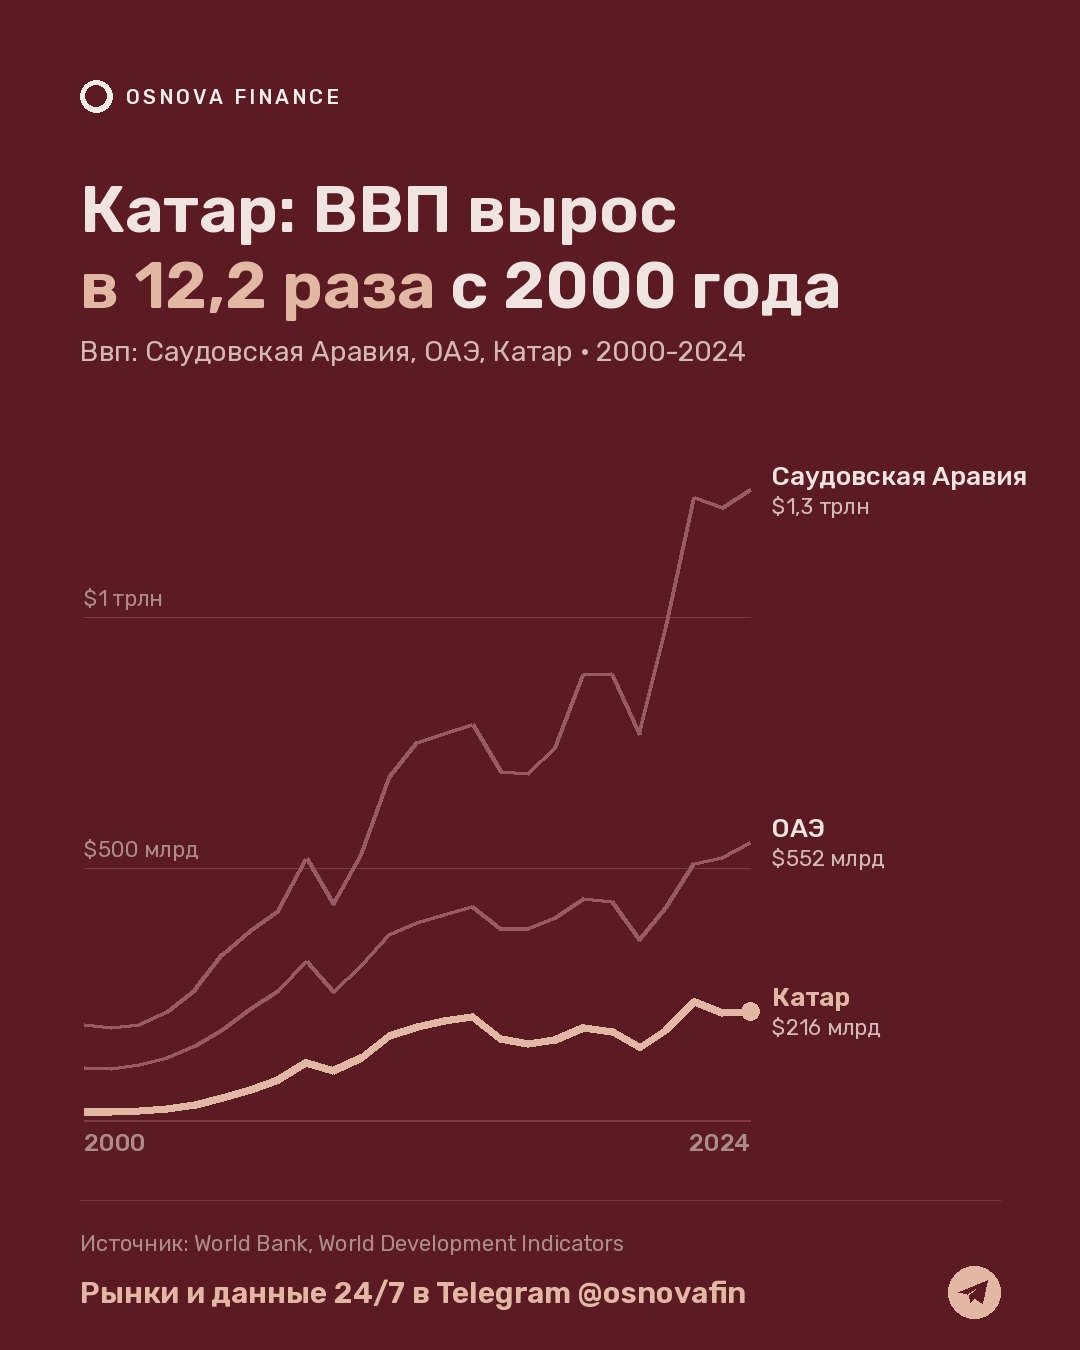 OSNOVA FINANCE
Катар: ВВП вырос
в 12,2 раза с 2000 года
Ввп: Саудовская Аравия, ОАЭ, Катар • 2000-2024
Саудовская Аравия
$1,3 трлн
$1 трлн
ОАЭ
$552 млрд
$500 млрд
Катар
$216 млрд
2000
2024
Источник: World Bank, World Development Indicators
Рынки и данные 24/7 в Telegram @osnovafin